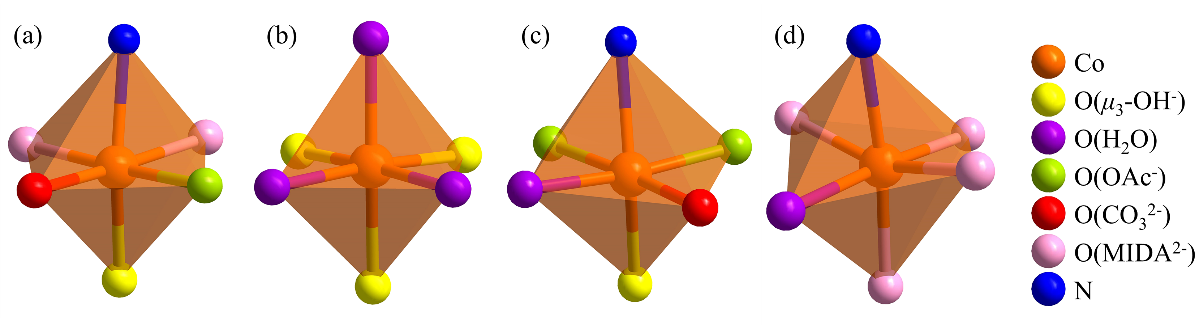 (a) (b) (c) (d)
Co
O(μ₃-OH⁻)
O(H₂O)
O(OAc⁻)
O(CO₃²⁻)
O(MIDA²⁻)
N